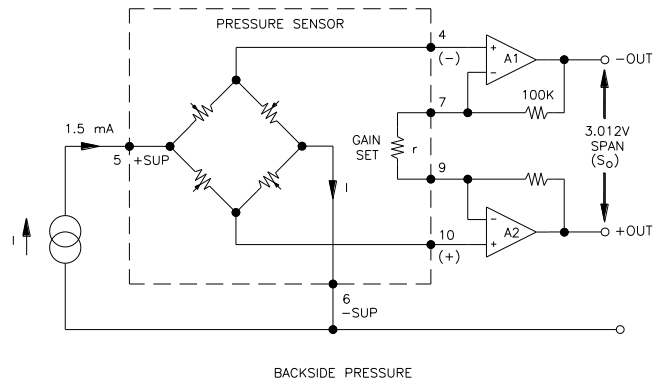 PRESSURE SENSOR
4
(−)
+
A1
−
−OUT
7
100K
1.5 mA
5
+SUP
GAIN
SET
r
3.012V
SPAN
(So)
I
I
9
−
A2
+
+OUT
10
(+)
6
−SUP
BACKSIDE PRESSURE